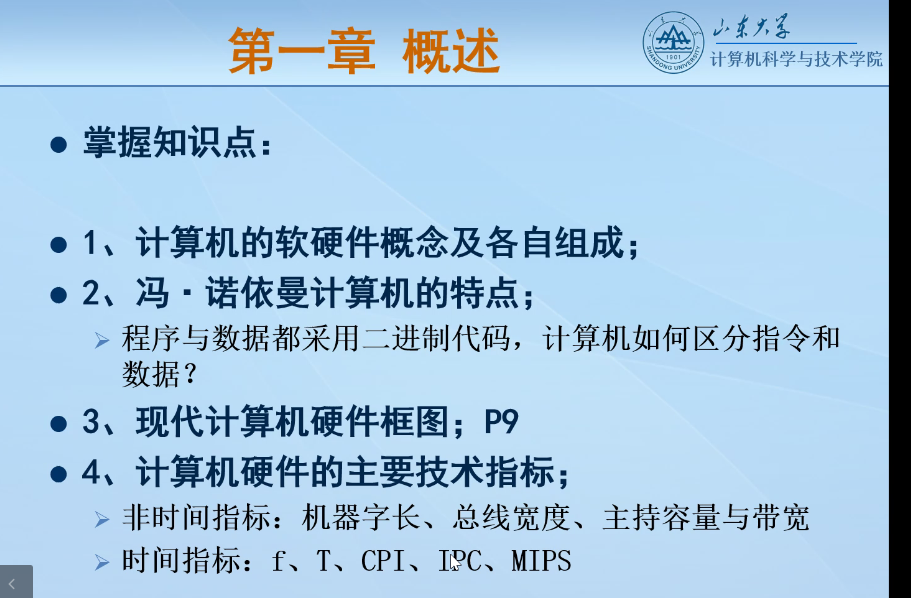 第一章 概述
山东大学
SHANDONG UNIVERSITY
1901
计算机科学与技术学院
掌握知识点：
1、计算机的软硬件概念及各自组成；
2、冯·诺依曼计算机的特点；
程序与数据都采用二进制代码，计算机如何区分指令和
数据？
3、现代计算机硬件框图；P9
4、计算机硬件的主要技术指标；
非时间指标：机器字长、总线宽度、主持容量与带宽
时间指标：f、T、CPI、IPC、MIPS